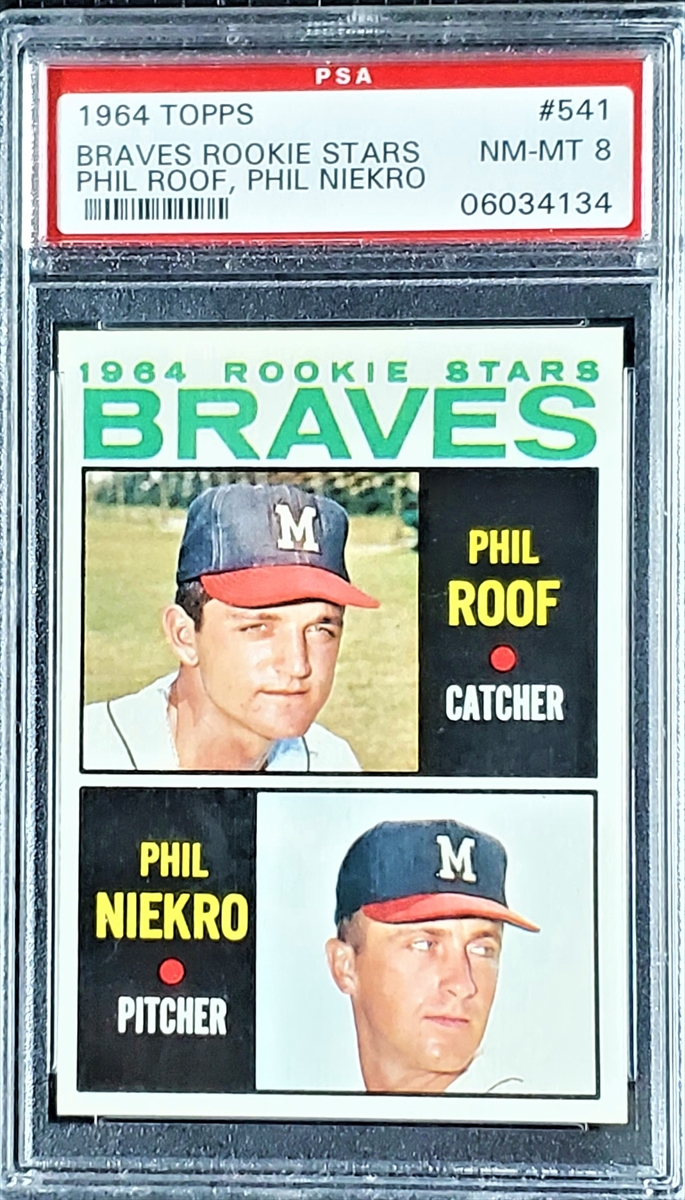 PSA
1964 TOPPS #541
BRAVES ROOKIE STARS NM-MT 8
PHIL ROOF, PHIL NIEKRO
06034134
1964 ROOKIE STARS
BRAVES
M
PHIL
ROOF
CATCHER
PHIL
NIEKRO
PITCHER
M